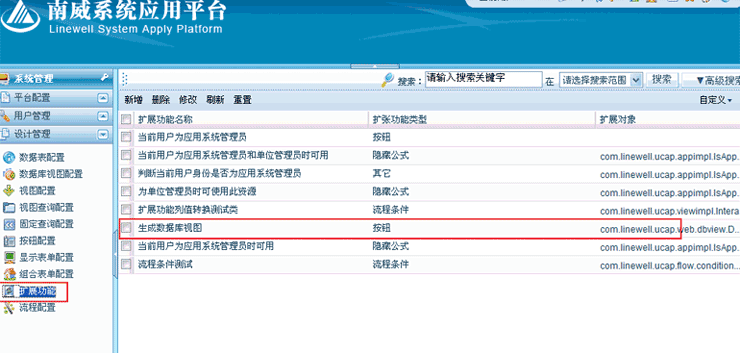 南威系统应用平台
Linewell System Apply Platform
系统管理
平台配置
用户管理
设计管理
数据表配置
数据库视图配置
视图配置
视图查询配置
固定查询配置
按钮配置
显示表单配置
组合表单配置
扩展功能
流程配置
搜索： 请输入搜索关键字 在 请选择搜索范围 搜索 ▼高级搜索
新增 删除 修改 刷新 重置 自定义
扩展功能名称 扩张功能类型 扩展对象
当前用户为应用系统管理员 按钮
当前用户为应用系统管理员和单位管理员时可用 隐藏公式 com.linewell.ucap.appimpl.IsApp...
判断当前用户身份是否为应用系统管理员 其它 com.linewell.ucap.appimpl.IsApp...
为单位管理员时可使用此资源 隐藏公式 com.linewell.ucap.appimpl.IsApp...
扩展功能列值转换测试类 流程条件 com.linewell.ucap.viewimpl.Intera...
生成数据库视图 按钮 com.linewell.ucap.web.dbview.D...
当前用户为应用系统管理员时可用 隐藏公式 com.linewell.ucap.appimpl.IsApp...
流程条件测试 流程条件 com.linewell.ucap.flow.condition...